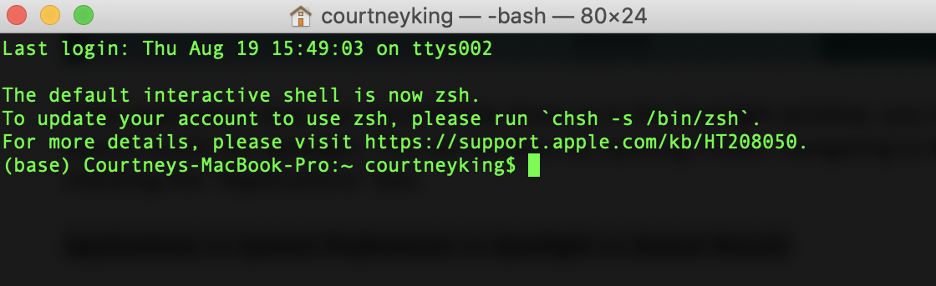 courtneyking — -bash — 80×24
Last login: Thu Aug 19 15:49:03 on ttys002
The default interactive shell is now zsh.
To update your account to use zsh, please run `chsh -s /bin/zsh`.
For more details, please visit https://support.apple.com/kb/HT208050.
(base) Courtneys-MacBook-Pro:~ courtneyking$